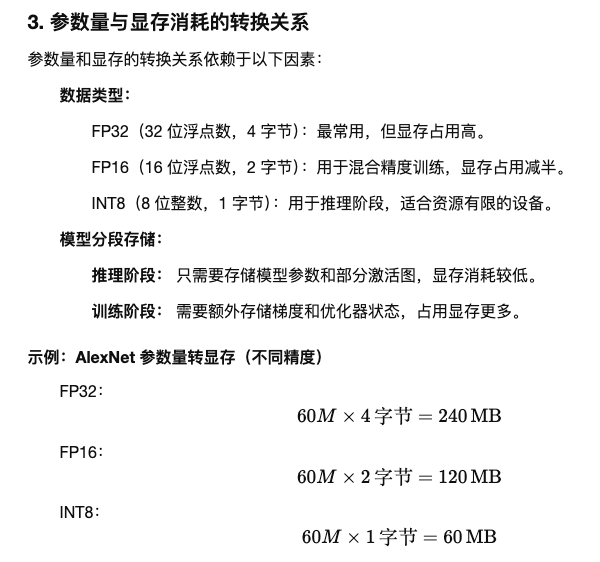 3. 参数量与显存消耗的转换关系
参数量和显存的转换关系依赖于以下因素：
数据类型：
FP32（32 位浮点数，4 字节）：最常用，但显存占用高。
FP16（16 位浮点数，2 字节）：用于混合精度训练，显存占用减半。
INT8（8 位整数，1 字节）：用于推理阶段，适合资源有限的设备。
模型分段存储：
推理阶段： 只需要存储模型参数和部分激活图，显存消耗较低。
训练阶段： 需要额外存储梯度和优化器状态，占用显存更多。
示例：AlexNet 参数量转显存（不同精度）
FP32：
60M × 4 字节 = 240 MB
FP16：
60M × 2 字节 = 120 MB
INT8：
60M × 1 字节 = 60 MB